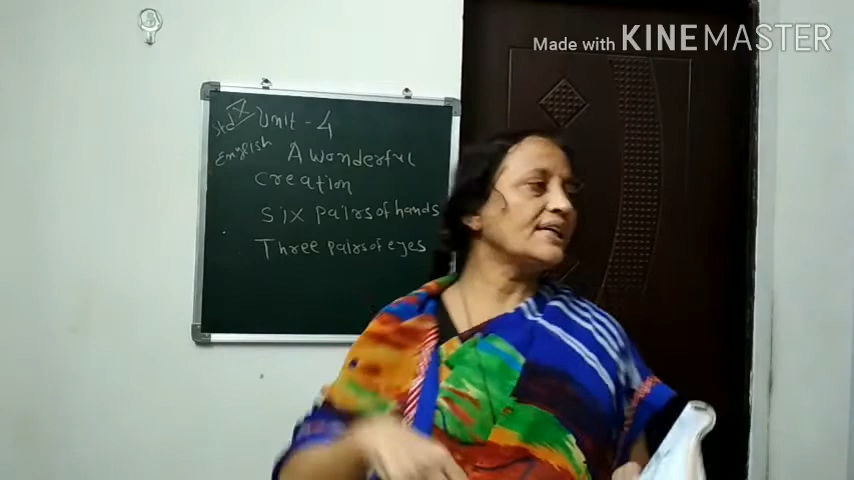 Made with KINEMASTER
Std X Unit - 4
English A wonderful
creation
six pairs of hands
Three pairs of eyes